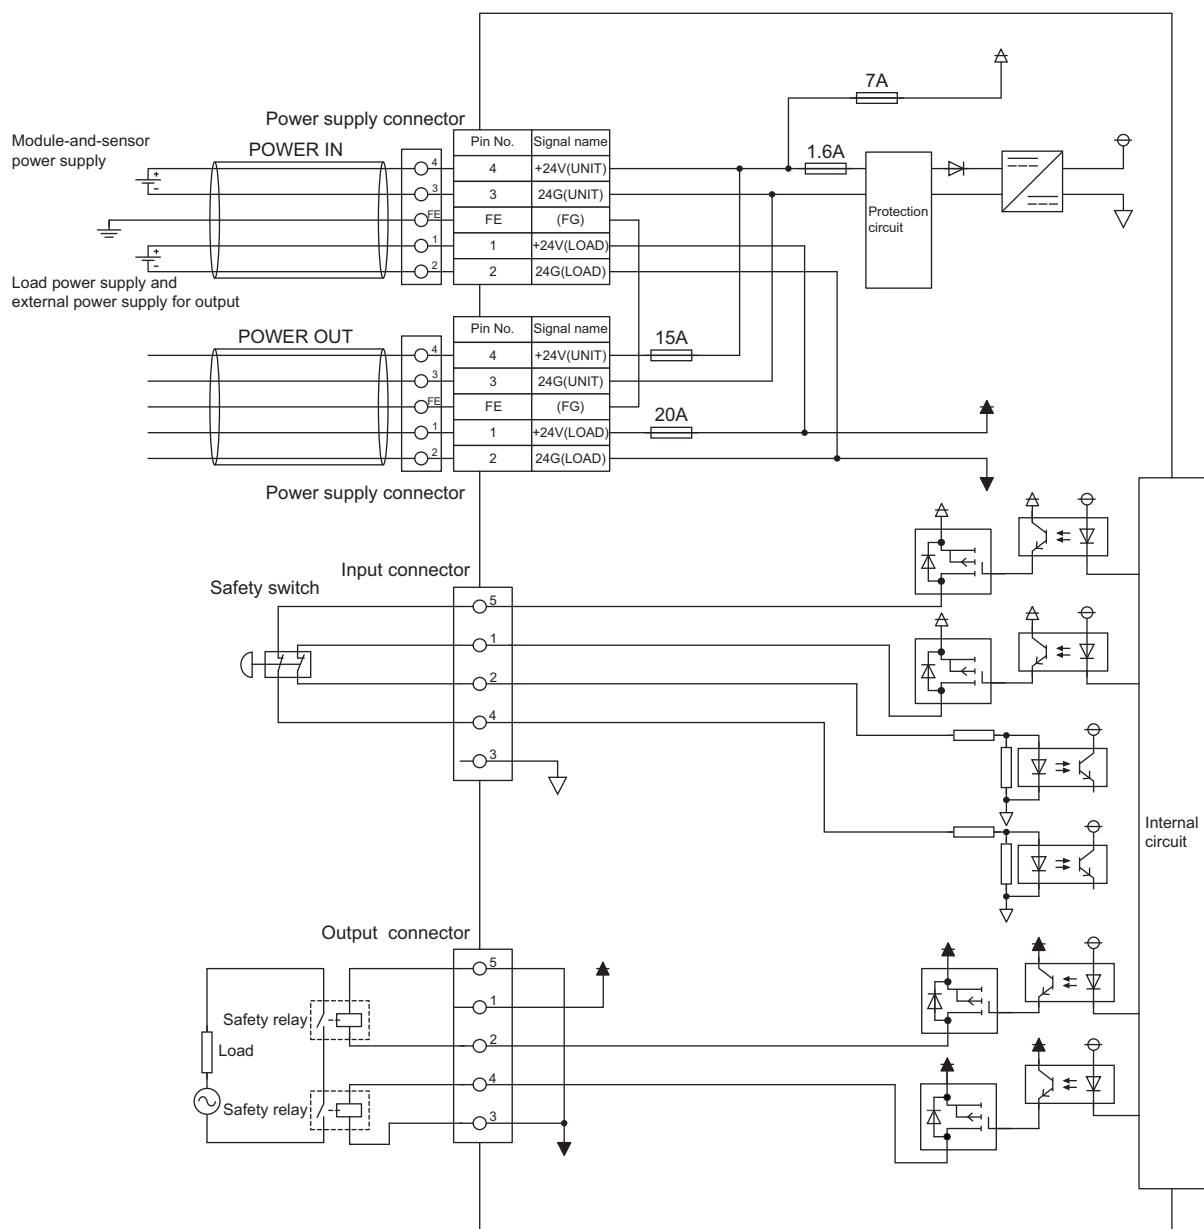 7A
Power supply connector
Module-and-sensor
power supply
POWER IN
Pin No. Signal name
4 4 +24V(UNIT)
1.6A
3 3 24G(UNIT)
FE FE (FG)
Protection
circuit
1 1 +24V(LOAD)
2 2 24G(LOAD)
Load power supply and
external power supply for output
POWER OUT
Pin No. Signal name
15A
4 4 +24V(UNIT)
3 3 24G(UNIT)
FE FE (FG)
20A
1 1 +24V(LOAD)
2 2 24G(LOAD)
Power supply connector
Input connector
Safety switch
5
1
2
4
3
Internal
circuit
Output connector
5
1
Safety relay
2
Load
4
Safety relay
3